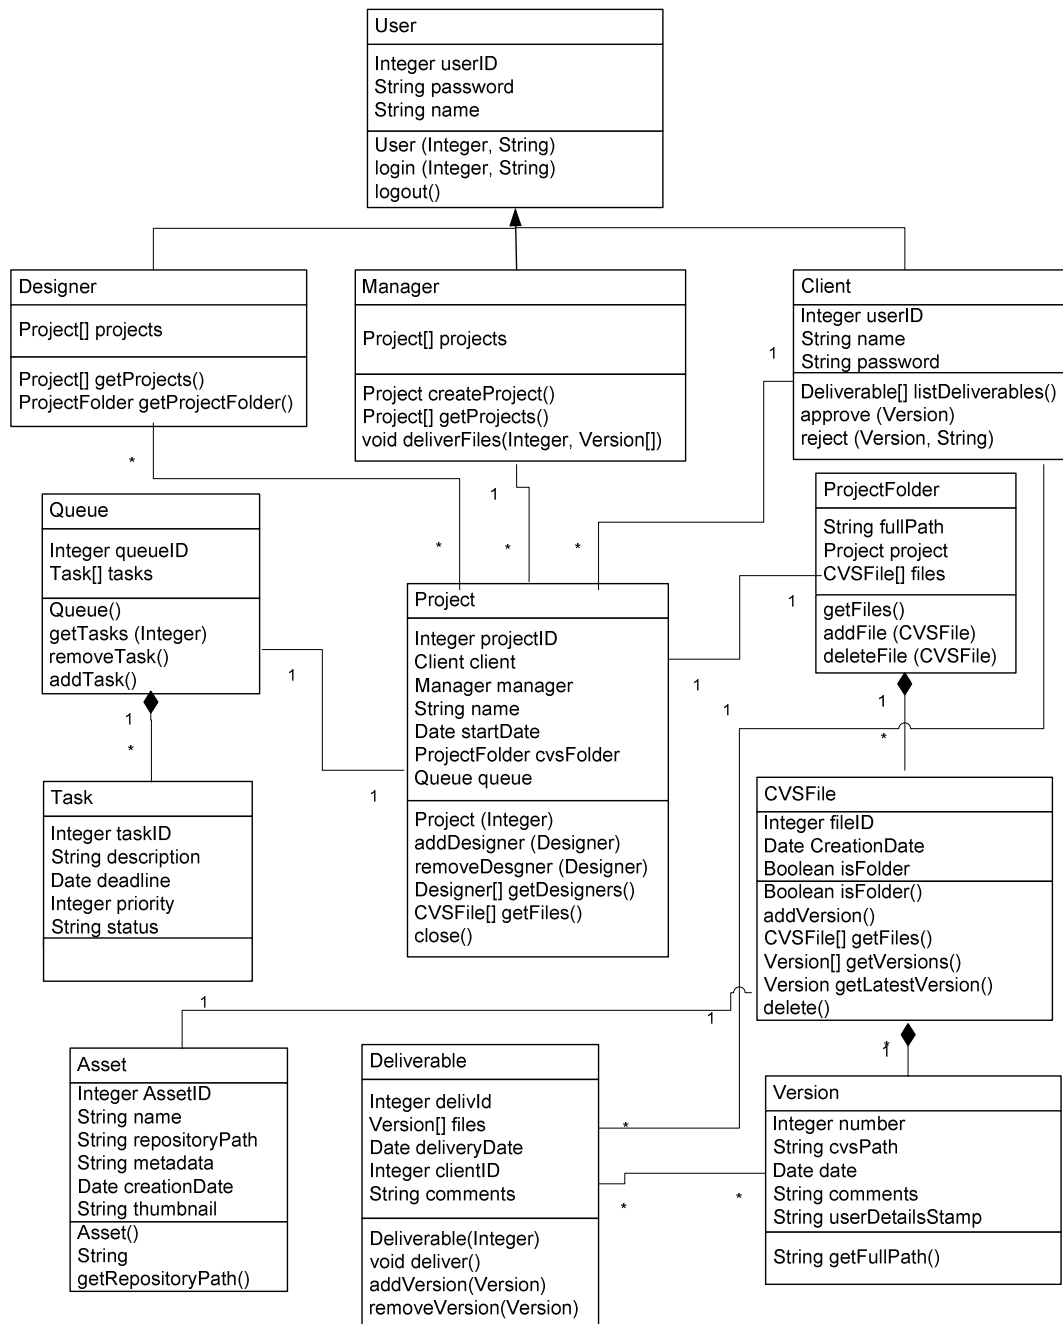 User
Integer userID
String password
String name
User (Integer, String)
login (Integer, String)
logout()
Designer
Project[] projects
Project[] getProjects()
ProjectFolder getProjectFolder()
Manager
Project[] projects
Project createProject()
Project[] getProjects()
void deliverFiles(Integer, Version[])
Client
Integer userID
String name
String password
Deliverable[] listDeliverables()
approve (Version)
reject (Version, String)
1
*
1
*
*
*
Queue
Integer queueID
Task[] tasks
Queue()
getTasks (Integer)
removeTask()
addTask()
1
*
1
1
Project
Integer projectID
Client client
Manager manager
String name
Date startDate
ProjectFolder cvsFolder
Queue queue
Project (Integer)
addDesigner (Designer)
removeDesgner (Designer)
Designer[] getDesigners()
CVSFile[] getFiles()
close()
ProjectFolder
String fullPath
Project project
CVSFile[] files
getFiles()
addFile (CVSFile)
deleteFile (CVSFile)
1
1
1
1
*
Task
Integer taskID
String description
Date deadline
Integer priority
String status
CVSFile
Integer fileID
Date CreationDate
Boolean isFolder
Boolean isFolder()
addVersion()
CVSFile[] getFiles()
Version[] getVersions()
Version getLatestVersion()
delete()
1
1
*
1
Asset
Integer AssetID
String name
String repositoryPath
String metadata
Date creationDate
String thumbnail
Asset()
String
getRepositoryPath()
Deliverable
Integer delivId
Version[] files
Date deliveryDate
Integer clientID
String comments
Deliverable(Integer)
void deliver()
addVersion(Version)
removeVersion(Version)
*
*
*
Version
Integer number
String cvsPath
Date date
String comments
String userDetailsStamp
String getFullPath()